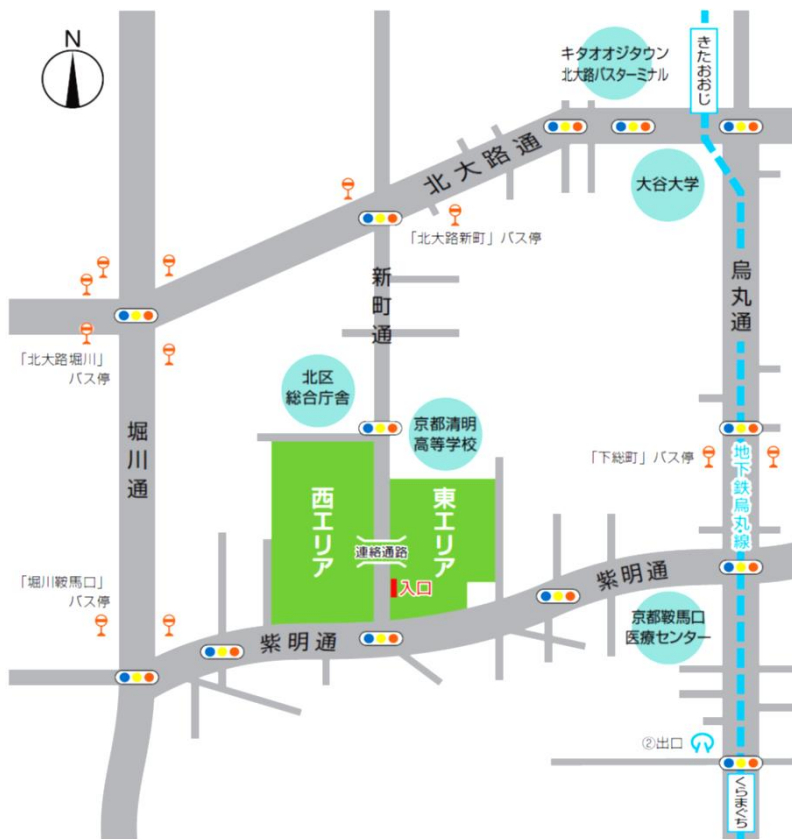 N
キタオオジタウン
北大路バスターミナル
きたおおじ
北大路通
大谷大学
「北大路新町」バス停
新町通
烏丸通
「北大路堀川」
バス停
北区
総合庁舎
京都清明
高等学校
堀川通
「下総町」バス停
地下鉄烏丸線
西エリア
東エリア
連絡通路
入口
紫明通
「堀川鞍馬口」
バス停
紫明通
京都鞍馬口
医療センター
②出口
くらまぐち